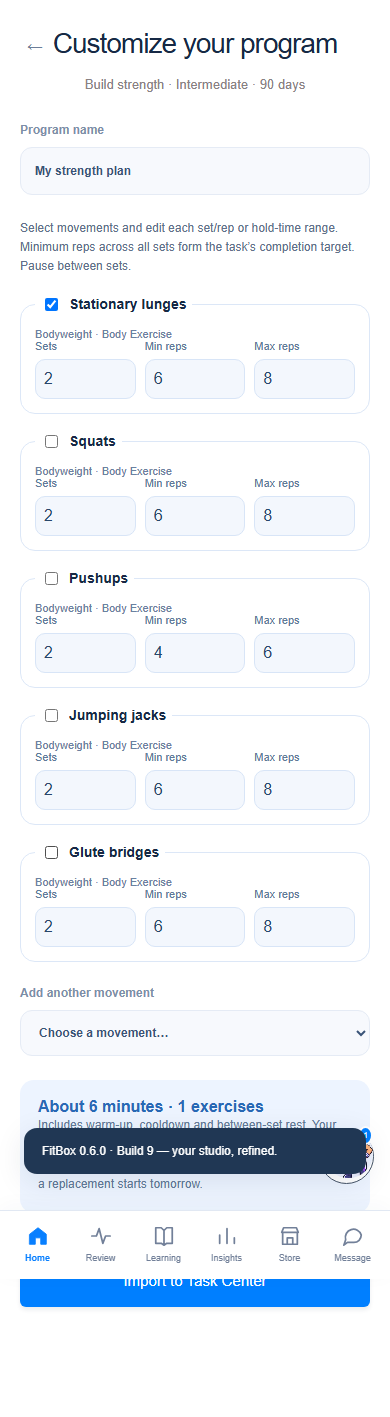 ← Customize your program
Build strength · Intermediate · 90 days
Program name
My strength plan
Select movements and edit each set/rep or hold-time range.
Minimum reps across all sets form the task's completion target.
Pause between sets.
Stationary lunges
Bodyweight · Body Exercise
Sets Min reps Max reps
2 6 8
Squats
Bodyweight · Body Exercise
Sets Min reps Max reps
2 6 8
Pushups
Bodyweight · Body Exercise
Sets Min reps Max reps
2 4 6
Jumping jacks
Bodyweight · Body Exercise
Sets Min reps Max reps
2 6 8
Glute bridges
Bodyweight · Body Exercise
Sets Min reps Max reps
2 6 8
Add another movement
Choose a movement...
About 6 minutes · 1 exercises
Includes warm-up, cooldown and between-set rest. Your
FitBox 0.6.0 · Build 9 — your studio, refined.
a replacement starts tomorrow.
Home Review Learning Insights Store Message
Import to Task Center